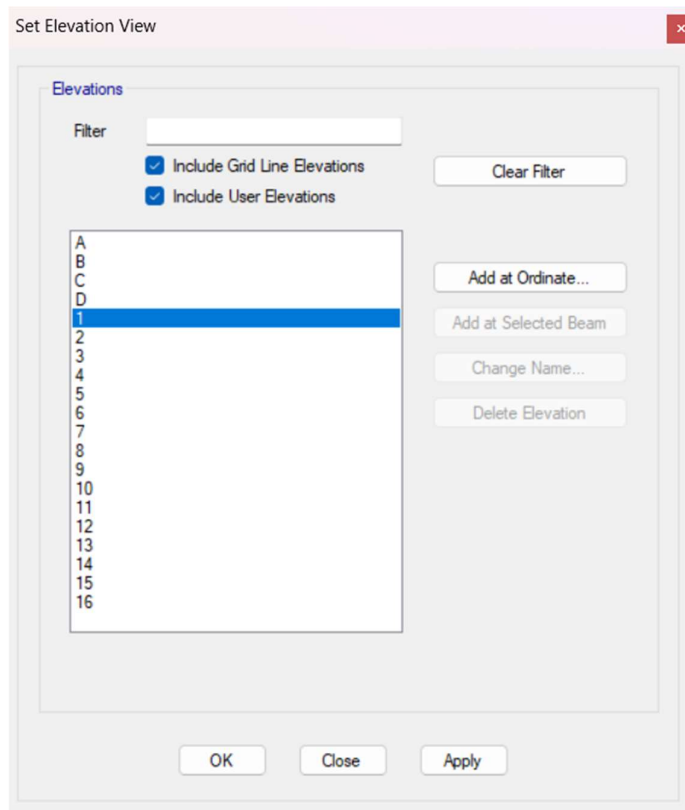 Set Elevation View
Elevations
Filter
Include Grid Line Elevations
Clear Filter
Include User Elevations
A
B
C
D
1
2
3
4
5
6
7
8
9
10
11
12
13
14
15
16
Add at Ordinate...
Add at Selected Beam
Change Name...
Delete Elevation
OK
Close
Apply